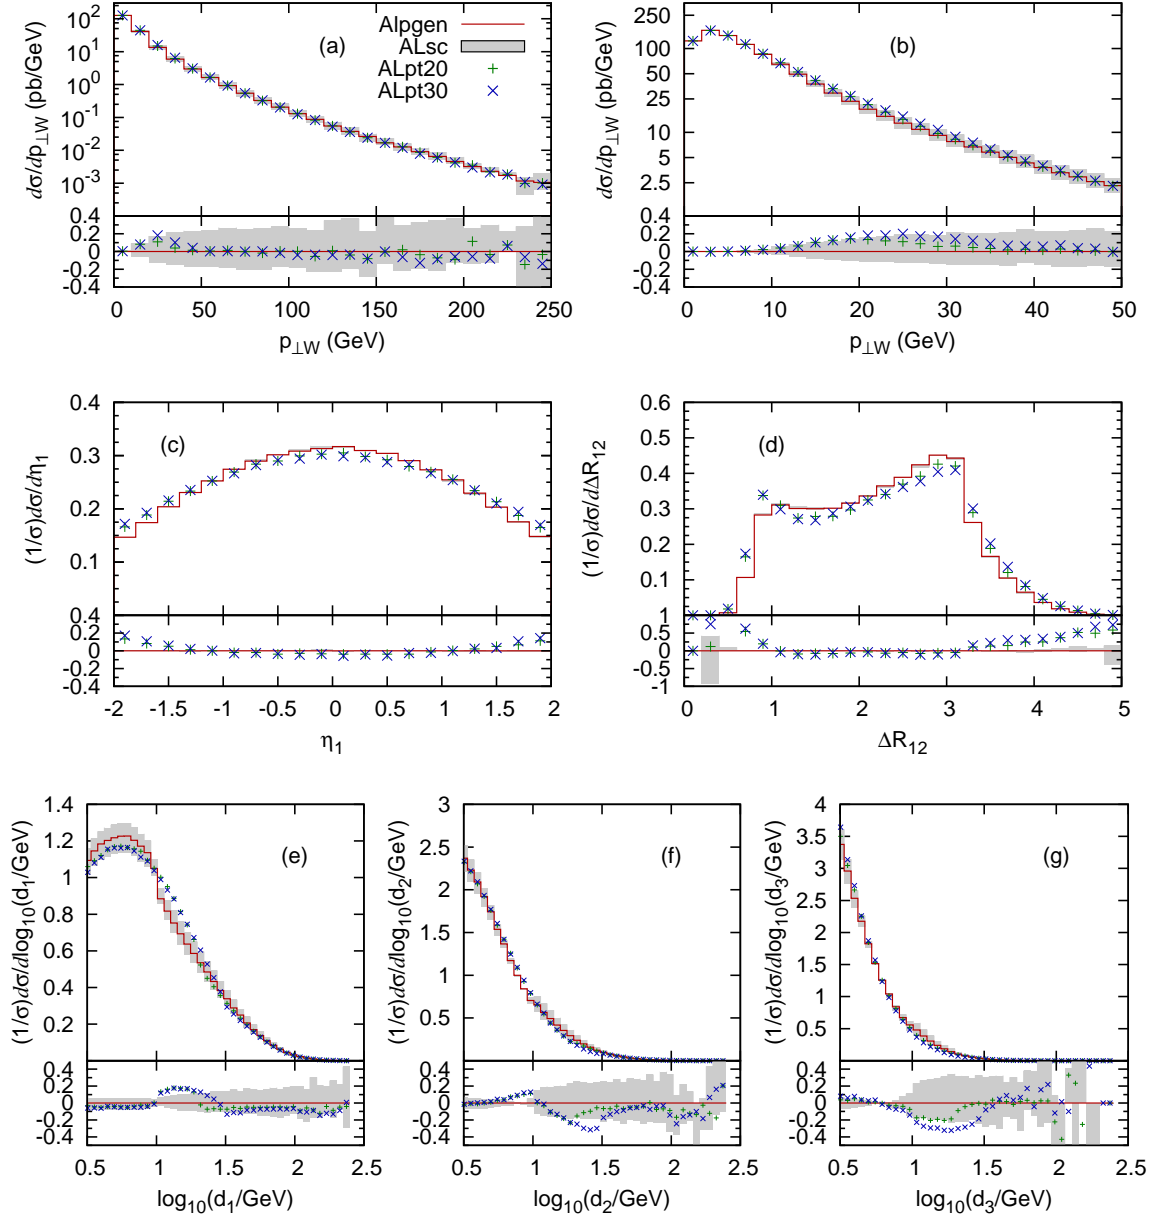 Alpgen
ALsc
ALpt20
ALpt30
(a)
dσ/dp⊥W (pb/GeV)
10^2
10^1
10^0
10^-1
10^-2
10^-3
0.4
0.2
0
-0.2
-0.4
0 50 100 150 200 250
p⊥W (GeV)
(b)
dσ/dp⊥W (pb/GeV)
250
100
50
25
10
5
2.5
0.4
0.2
0
-0.2
-0.4
0 10 20 30 40 50
p⊥W (GeV)
(c)
(1/σ)dσ/dη1
0.4
0.3
0.2
0.1
0.4
0.2
0
-0.2
-0.4
-2 -1.5 -1 -0.5 0 0.5 1 1.5 2
η1
(d)
(1/σ)dσ/dΔR12
0.6
0.5
0.4
0.3
0.2
0.1
1
0.5
0
-0.5
-1
0 1 2 3 4 5
ΔR12
(e)
(1/σ)dσ/dlog10(d1/GeV)
1.4
1.2
1
0.8
0.6
0.4
0.2
0.4
0.2
0
-0.2
-0.4
0.5 1 1.5 2 2.5
log10(d1/GeV)
(f)
(1/σ)dσ/dlog10(d2/GeV)
3
2.5
2
1.5
1
0.5
0.4
0.2
0
-0.2
-0.4
0.5 1 1.5 2 2.5
log10(d2/GeV)
(g)
(1/σ)dσ/dlog10(d3/GeV)
4
3.5
3
2.5
2
1.5
1
0.5
0.4
0.2
0
-0.2
-0.4
0.5 1 1.5 2 2.5
log10(d3/GeV)